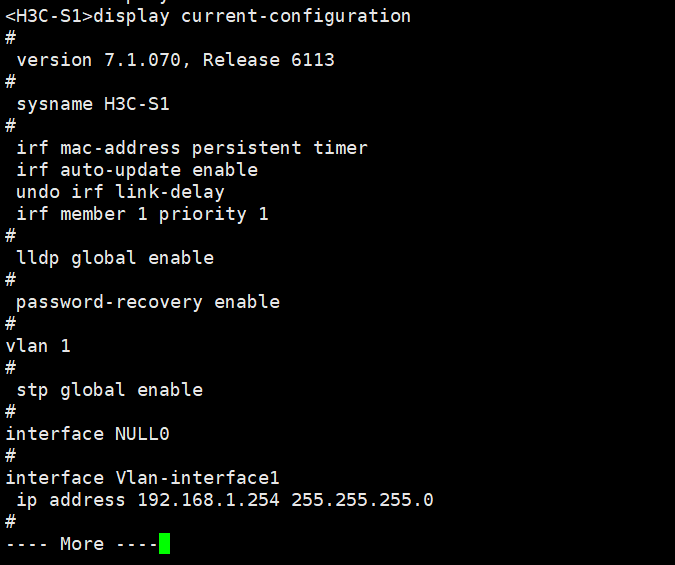 <H3C-S1>display current-configuration
#
 version 7.1.070, Release 6113
#
 sysname H3C-S1
#
 irf mac-address persistent timer
 irf auto-update enable
 undo irf link-delay
 irf member 1 priority 1
#
 lldp global enable
#
 password-recovery enable
#
vlan 1
#
 stp global enable
#
interface NULL0
#
interface Vlan-interface1
 ip address 192.168.1.254 255.255.255.0
#
---- More ----